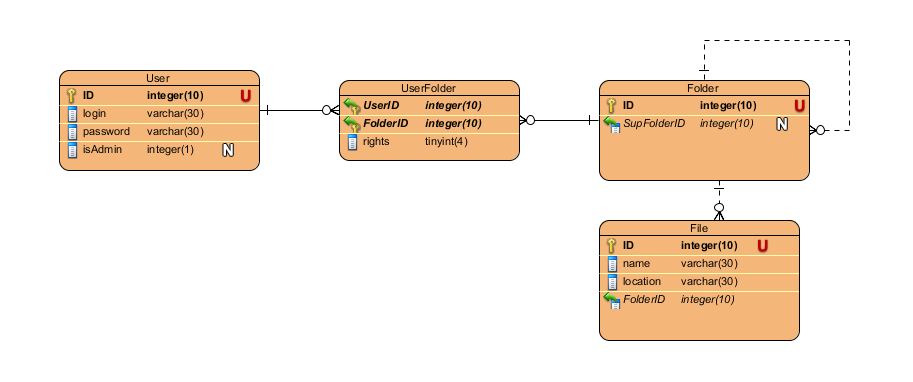 User
ID integer(10) U
login varchar(30)
password varchar(30)
isAdmin integer(1) N
UserFolder
UserID integer(10)
FolderID integer(10)
rights tinyint(4)
Folder
ID integer(10) U
SupFolderID integer(10) N
File
ID integer(10) U
name varchar(30)
location varchar(30)
FolderID integer(10)